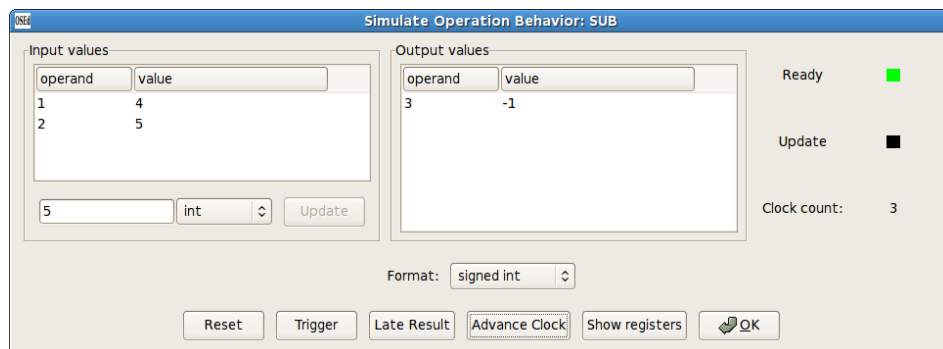 OSEd
Simulate Operation Behavior: SUB
Input values
operand value
1 4
2 5
5 int Update
Output values
operand value
3 -1
Ready
Update
Clock count: 3
Format: signed int
Reset Trigger Late Result Advance Clock Show registers OK